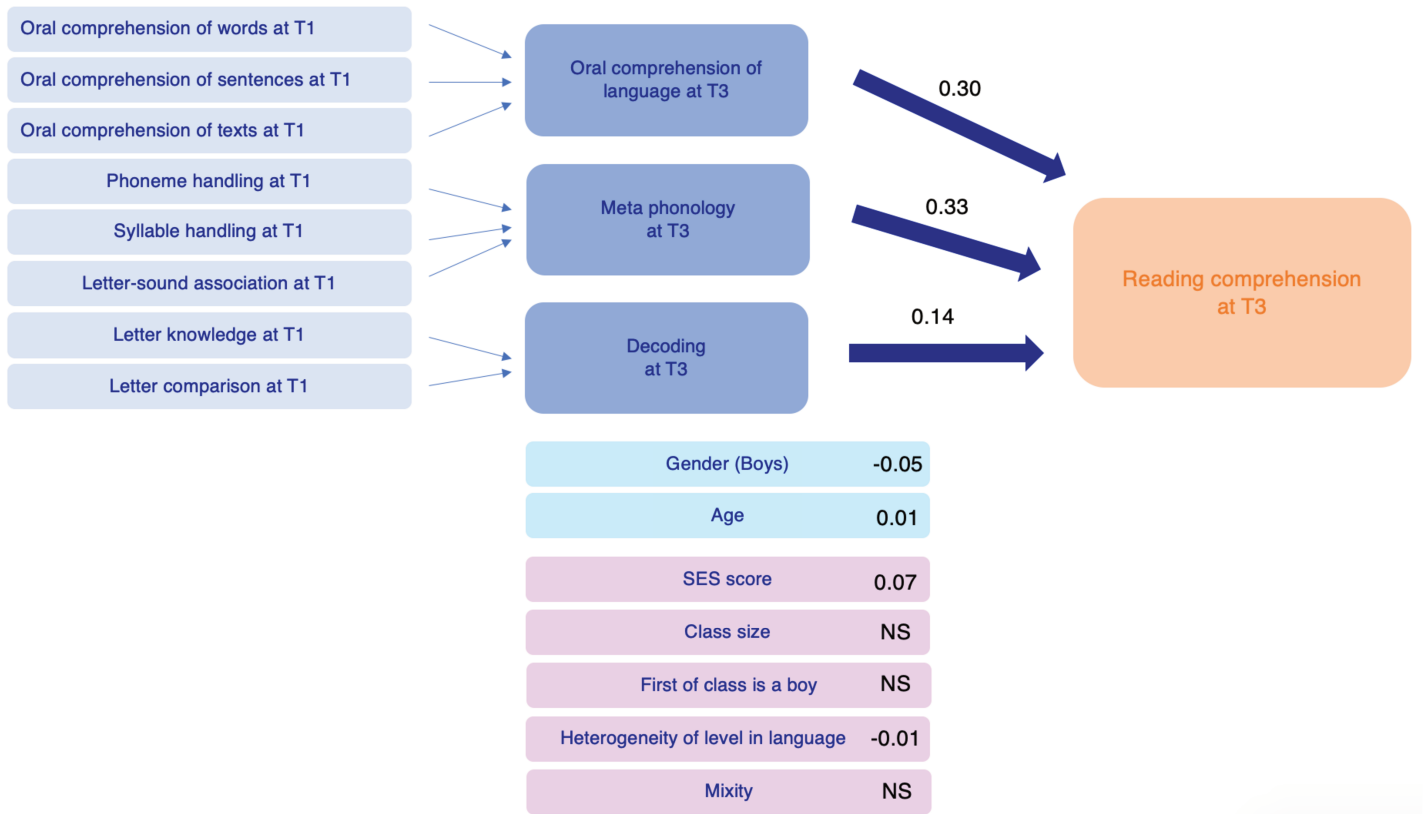 Oral comprehension of words at T1
Oral comprehension of sentences at T1
Oral comprehension of texts at T1
Phoneme handling at T1
Syllable handling at T1
Letter-sound association at T1
Letter knowledge at T1
Letter comparison at T1
Oral comprehension of
language at T3
Meta phonology
at T3
Decoding
at T3
0.30
0.33
0.14
Reading comprehension
at T3
Gender (Boys) -0.05
Age 0.01
SES score 0.07
Class size NS
First of class is a boy NS
Heterogeneity of level in language -0.01
Mixity NS